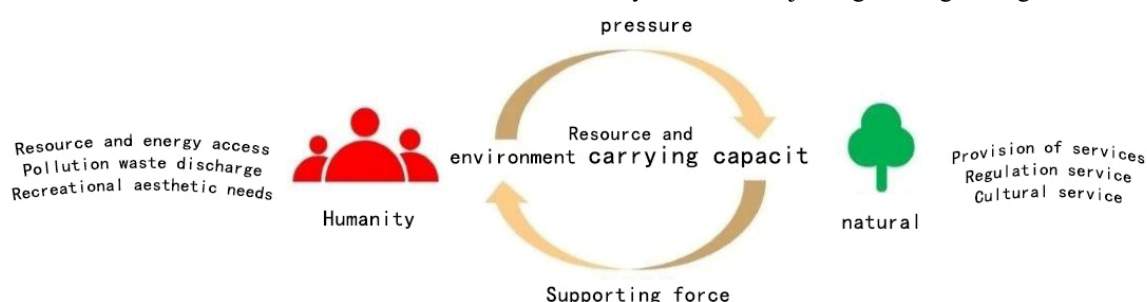 pressure
Resource and energy access
Pollution waste discharge
Recreational aesthetic needs
Humanity
Resource and
environment carrying capacit
natural
Provision of services
Regulation service
Cultural service
Supporting force